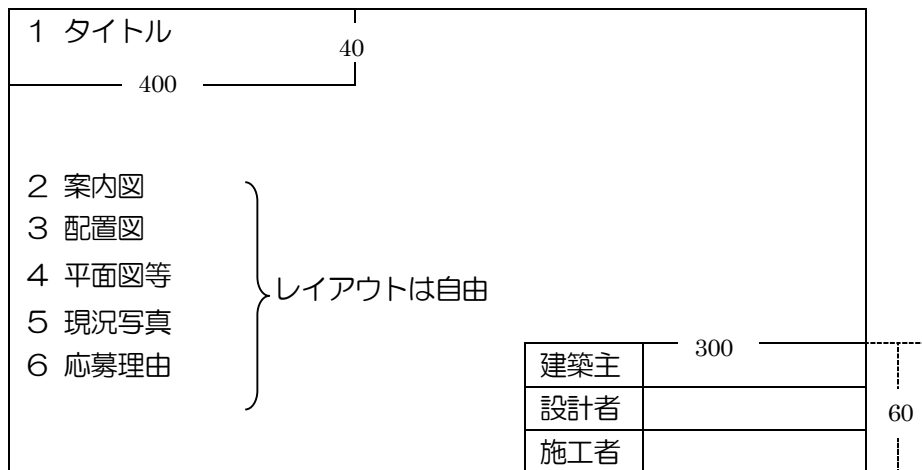 1 タイトル
40
400
2 案内図
3 配置図
4 平面図等
レイアウトは自由
5 現況写真
6 応募理由
300
建築主
設計者
60
施工者